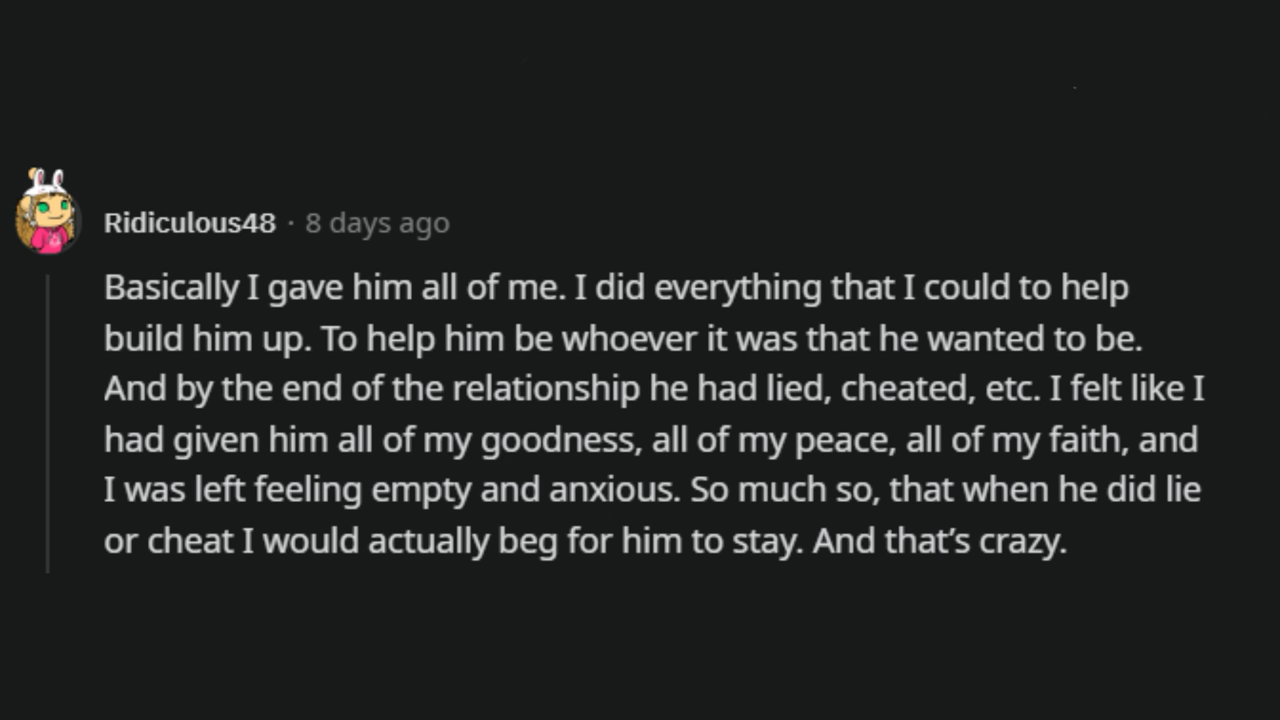 Ridiculous48 · 8 days ago
Basically I gave him all of me. I did everything that I could to help
build him up. To help him be whoever it was that he wanted to be.
And by the end of the relationship he had lied, cheated, etc. I felt like I
had given him all of my goodness, all of my peace, all of my faith, and
I was left feeling empty and anxious. So much so, that when he did lie
or cheat I would actually beg for him to stay. And that’s crazy.